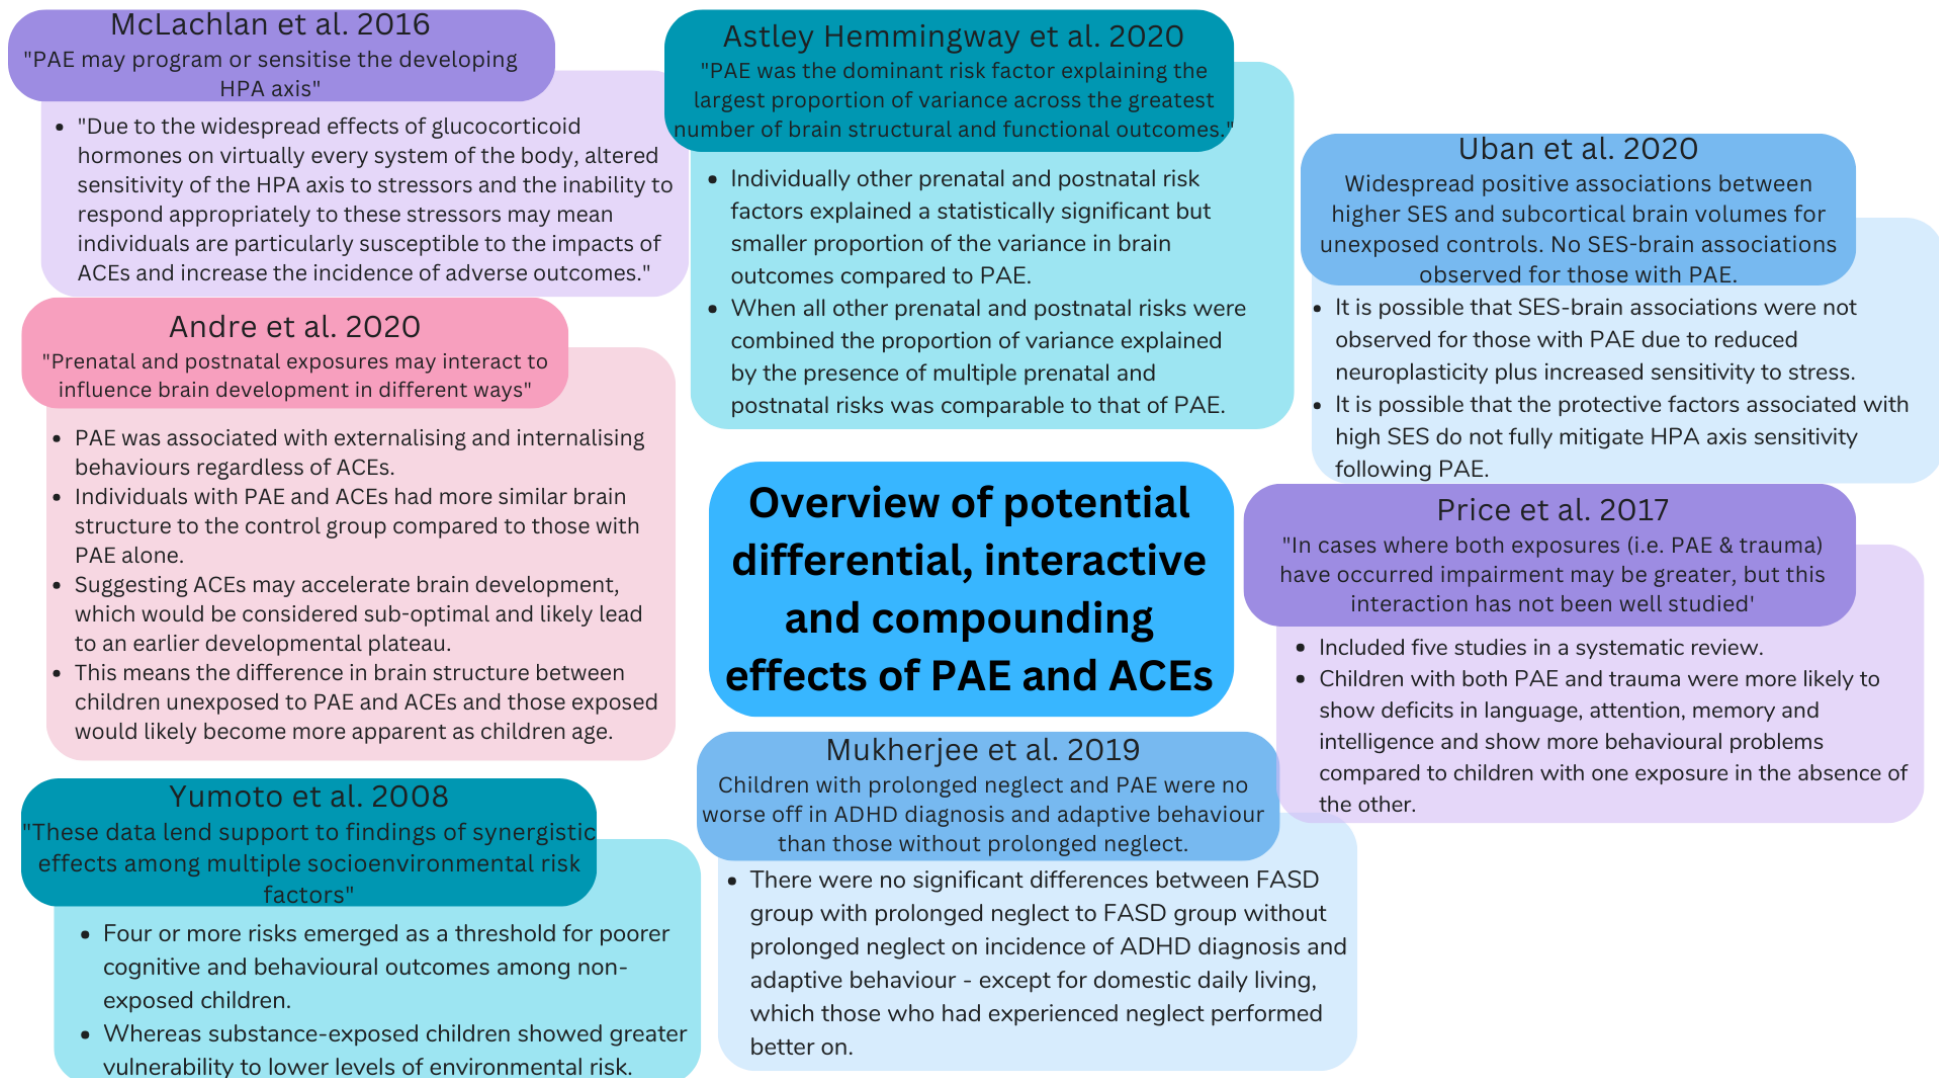 McLachlan et al. 2016
"PAE may program or sensitise the developing
HPA axis"
• "Due to the widespread effects of glucocorticoid
hormones on virtually every system of the body, altered
sensitivity of the HPA axis to stressors and the inability to
respond appropriately to these stressors may mean
individuals are particularly susceptible to the impacts of
ACEs and increase the incidence of adverse outcomes."
Andre et al. 2020
"Prenatal and postnatal exposures may interact to
influence brain development in different ways"
• PAE was associated with externalising and internalising
behaviours regardless of ACEs.
• Individuals with PAE and ACEs had more similar brain
structure to the control group compared to those with
PAE alone.
• Suggesting ACEs may accelerate brain development,
which would be considered sub-optimal and likely lead
to an earlier developmental plateau.
• This means the difference in brain structure between
children unexposed to PAE and ACEs and those exposed
would likely become more apparent as children age.
Yumoto et al. 2008
"These data lend support to findings of synergistic
effects among multiple socioenvironmental risk
factors"
• Four or more risks emerged as a threshold for poorer
cognitive and behavioural outcomes among non-
exposed children.
• Whereas substance-exposed children showed greater
vulnerability to lower levels of environmental risk.
Astley Hemmingway et al. 2020
"PAE was the dominant risk factor explaining the
largest proportion of variance across the greatest
number of brain structural and functional outcomes."
• Individually other prenatal and postnatal risk
factors explained a statistically significant but
smaller proportion of the variance in brain
outcomes compared to PAE.
• When all other prenatal and postnatal risks were
combined the proportion of variance explained
by the presence of multiple prenatal and
postnatal risks was comparable to that of PAE.
Overview of potential
differential, interactive
and compounding
effects of PAE and ACEs
Mukherjee et al. 2019
Children with prolonged neglect and PAE were no
worse off in ADHD diagnosis and adaptive behaviour
than those without prolonged neglect.
• There were no significant differences between FASD
group with prolonged neglect to FASD group without
prolonged neglect on incidence of ADHD diagnosis and
adaptive behaviour - except for domestic daily living,
which those who had experienced neglect performed
better on.
Uban et al. 2020
Widespread positive associations between
higher SES and subcortical brain volumes for
unexposed controls. No SES-brain associations
observed for those with PAE.
• It is possible that SES-brain associations were not
observed for those with PAE due to reduced
neuroplasticity plus increased sensitivity to stress.
• It is possible that the protective factors associated with
high SES do not fully mitigate HPA axis sensitivity
following PAE.
Price et al. 2017
"In cases where both exposures (i.e. PAE & trauma)
have occurred impairment may be greater, but this
interaction has not been well studied'
• Included five studies in a systematic review.
• Children with both PAE and trauma were more likely to
show deficits in language, attention, memory and
intelligence and show more behavioural problems
compared to children with one exposure in the absence of
the other.